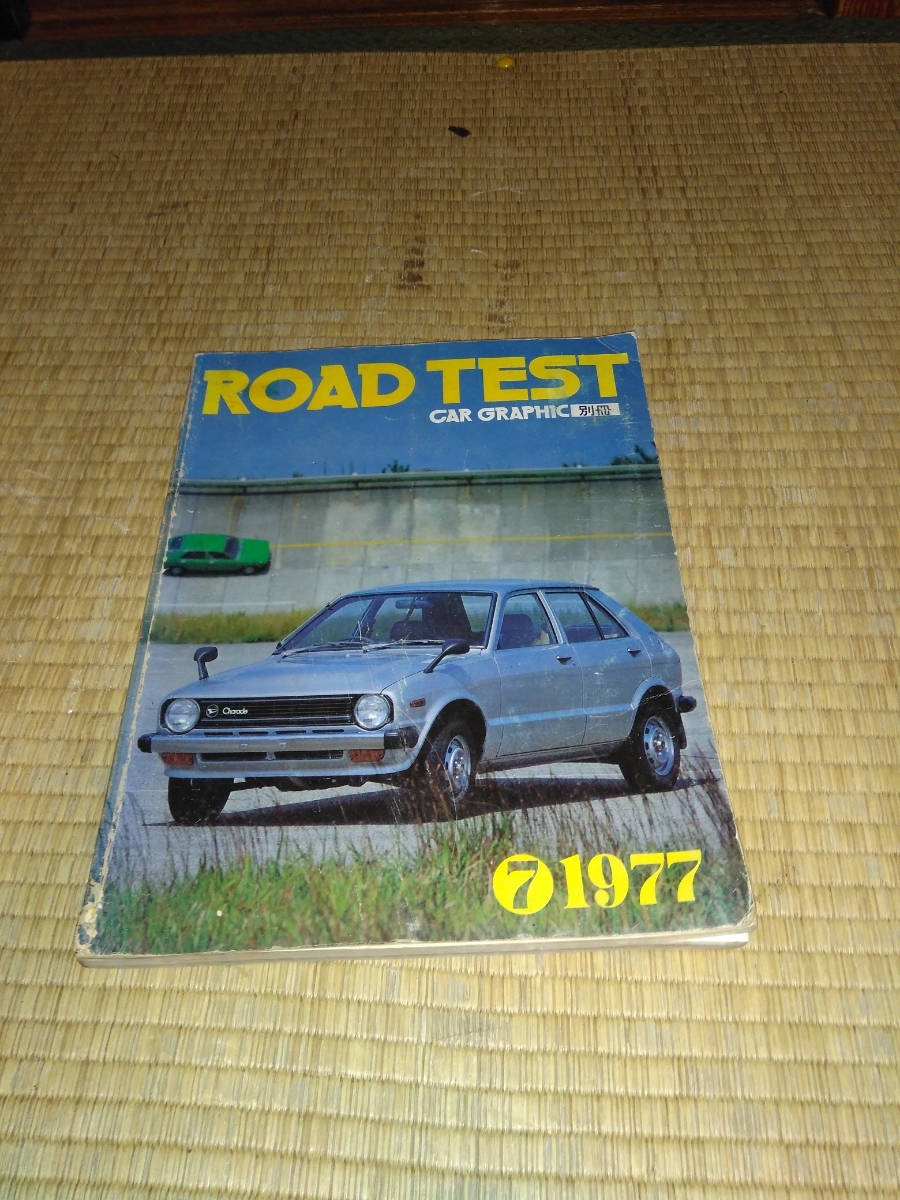 ROAD TEST
CAR GRAPHIC 別冊
Charade
7 1977